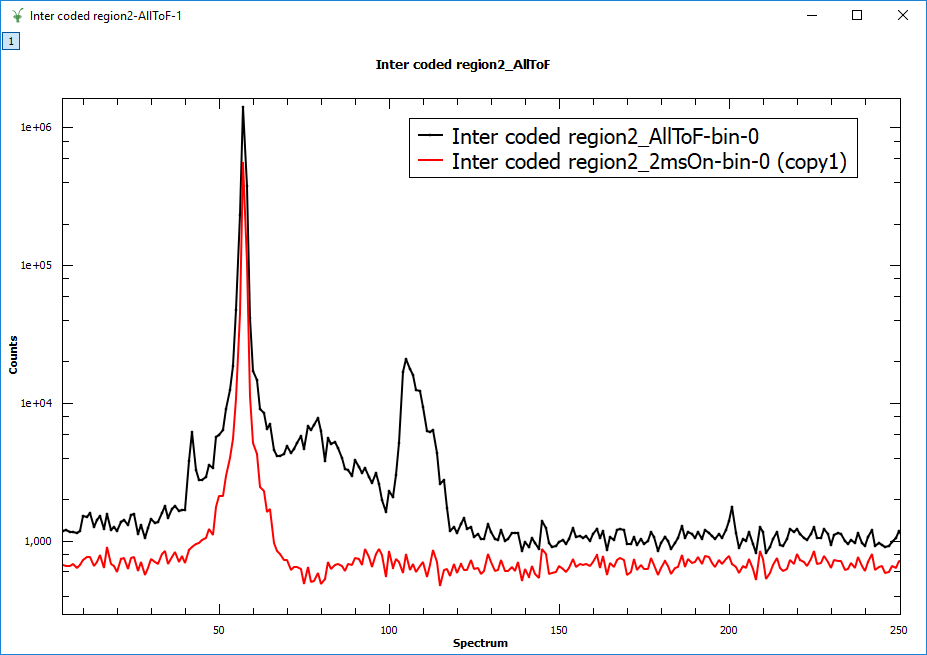 Inter coded region2-AllToF-1
1
Inter coded region2_AllToF
Inter coded region2_AllToF-bin-0
Inter coded region2_2msOn-bin-0 (copy1)
1e+06
1e+05
1e+04
1,000
Counts
50 100 150 200 250
Spectrum